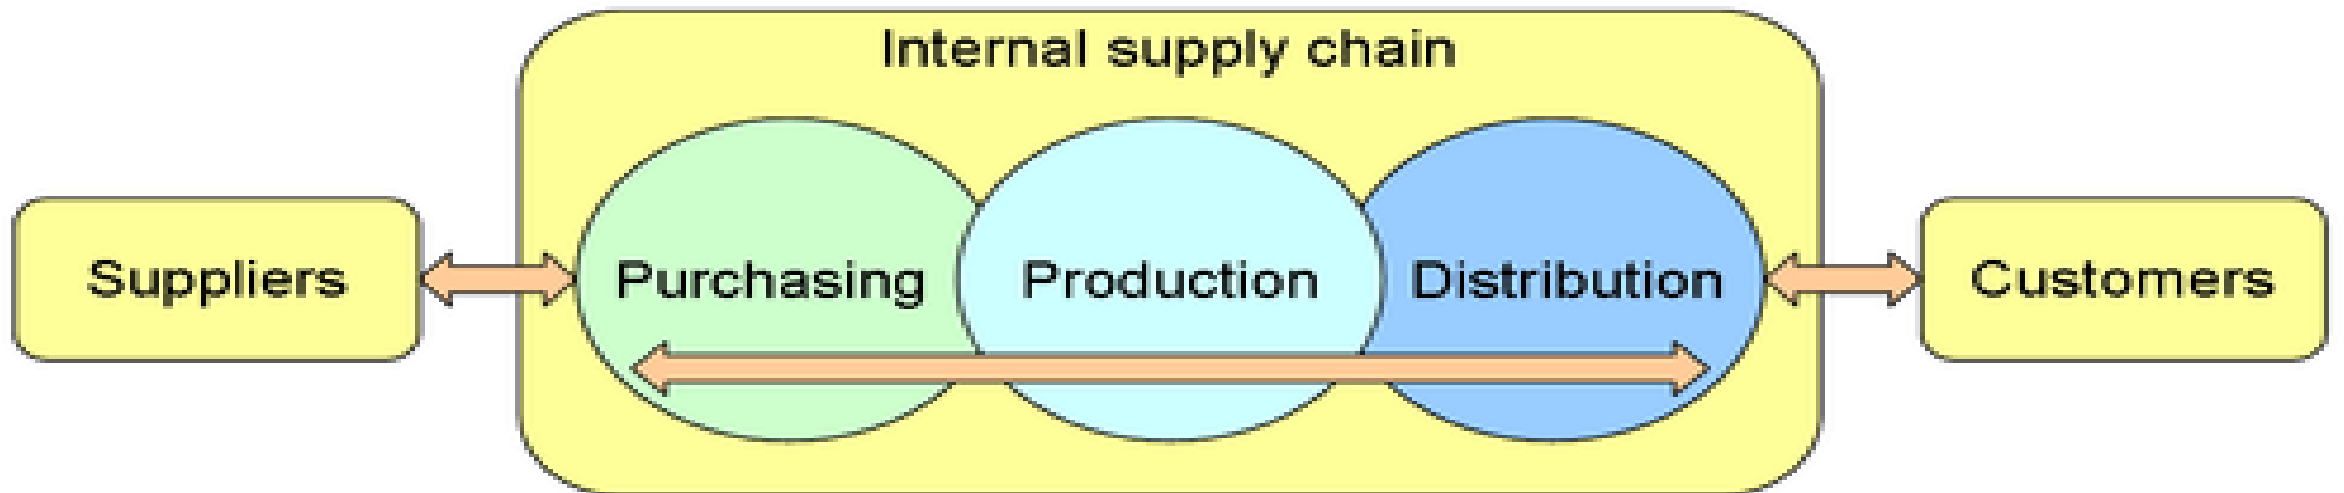 Internal supply chain
Suppliers
Purchasing
Production
Distribution
Customers